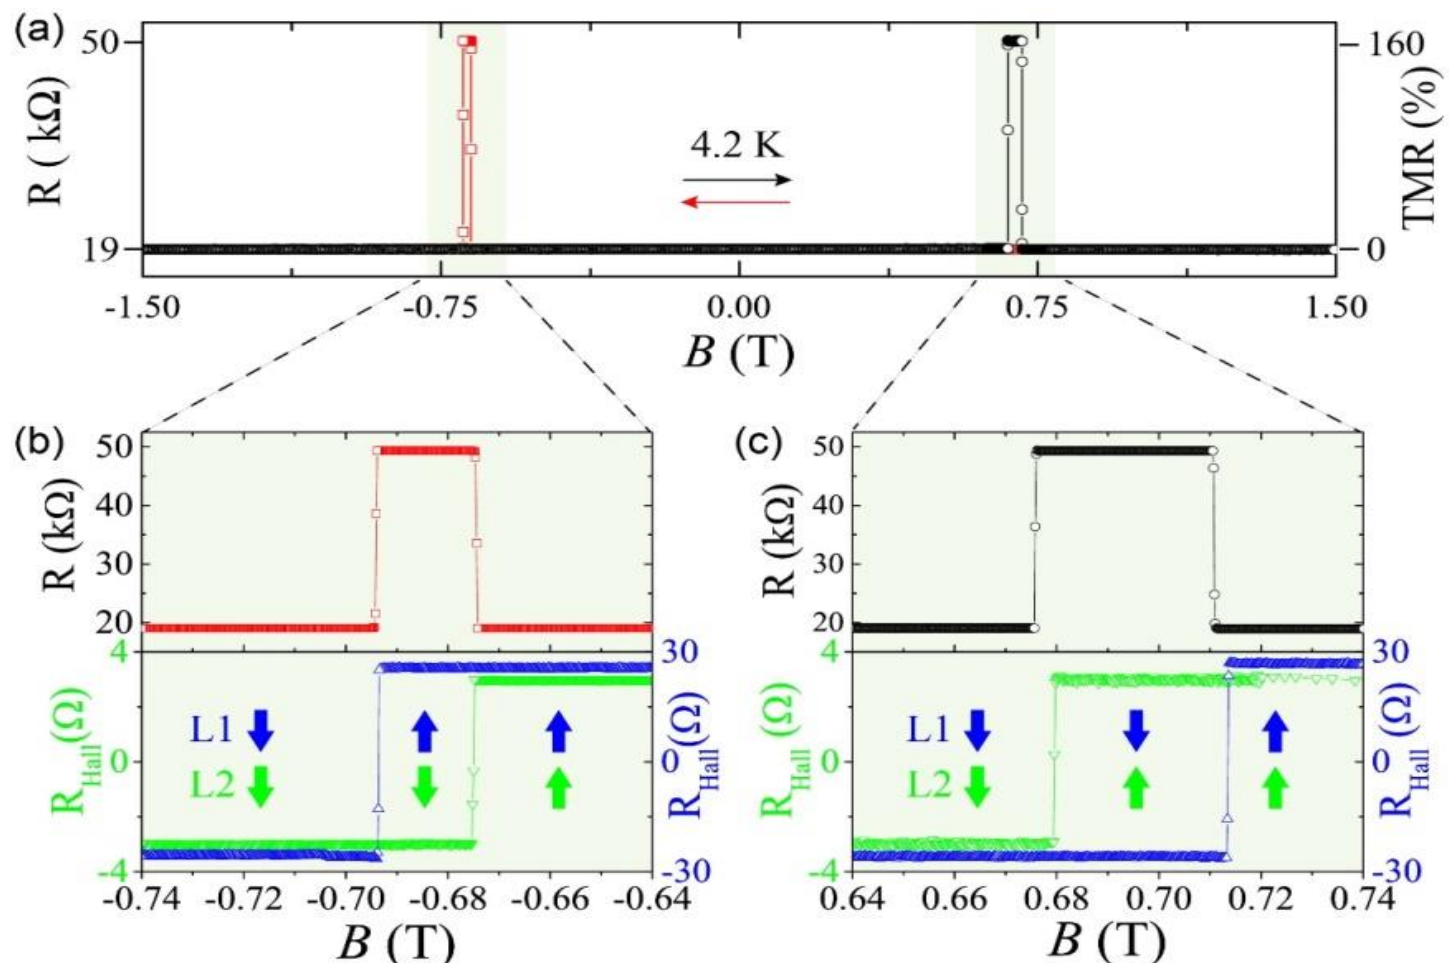 (a)
50
19
R ( kΩ)
160
0
TMR (%)
4.2 K
-1.50 -0.75 0.00 0.75 1.50
B (T)
(b)
50
40
30
20
R (kΩ)
4
0
-4
R_Hall (Ω)
30
0
-30
R_Hall (Ω)
L1
L2
-0.74 -0.72 -0.70 -0.68 -0.66 -0.64
B (T)
(c)
50
40
30
20
R (kΩ)
4
0
-4
R_Hall (Ω)
30
0
-30
R_Hall (Ω)
L1
L2
0.64 0.66 0.68 0.70 0.72 0.74
B (T)